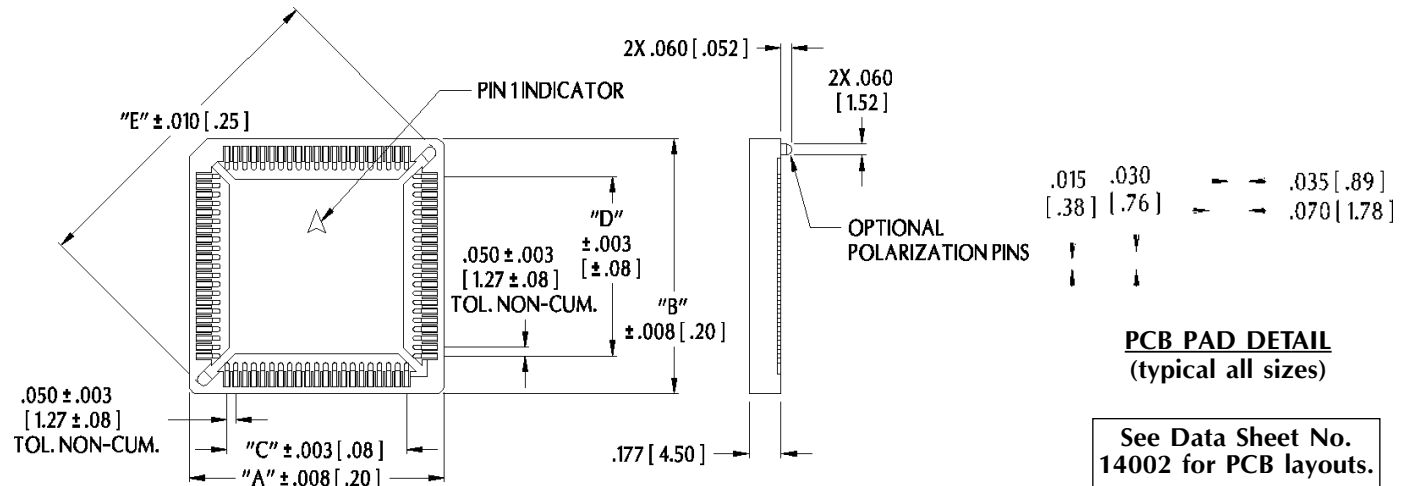 2X .060 [ .052 ]
2X .060
[ 1.52 ]
PIN 1 INDICATOR
"E" ± .010 [ .25 ]
"D"
± .003
[ ± .08 ]
.050 ± .003
[ 1.27 ± .08 ]
TOL. NON-CUM.
"B"
± .008 [ .20 ]
OPTIONAL
POLARIZATION PINS
.015 .030 .035 [ .89 ]
[ .38 ] [ .76 ] .070 [ 1.78 ]
PCB PAD DETAIL
(typical all sizes)
.050 ± .003
[ 1.27 ± .08 ]
TOL. NON-CUM.
"C" ± .003 [ .08 ]
"A" ± .008 [ .20 ]
.177 [ 4.50 ]
See Data Sheet No.
14002 for PCB layouts.